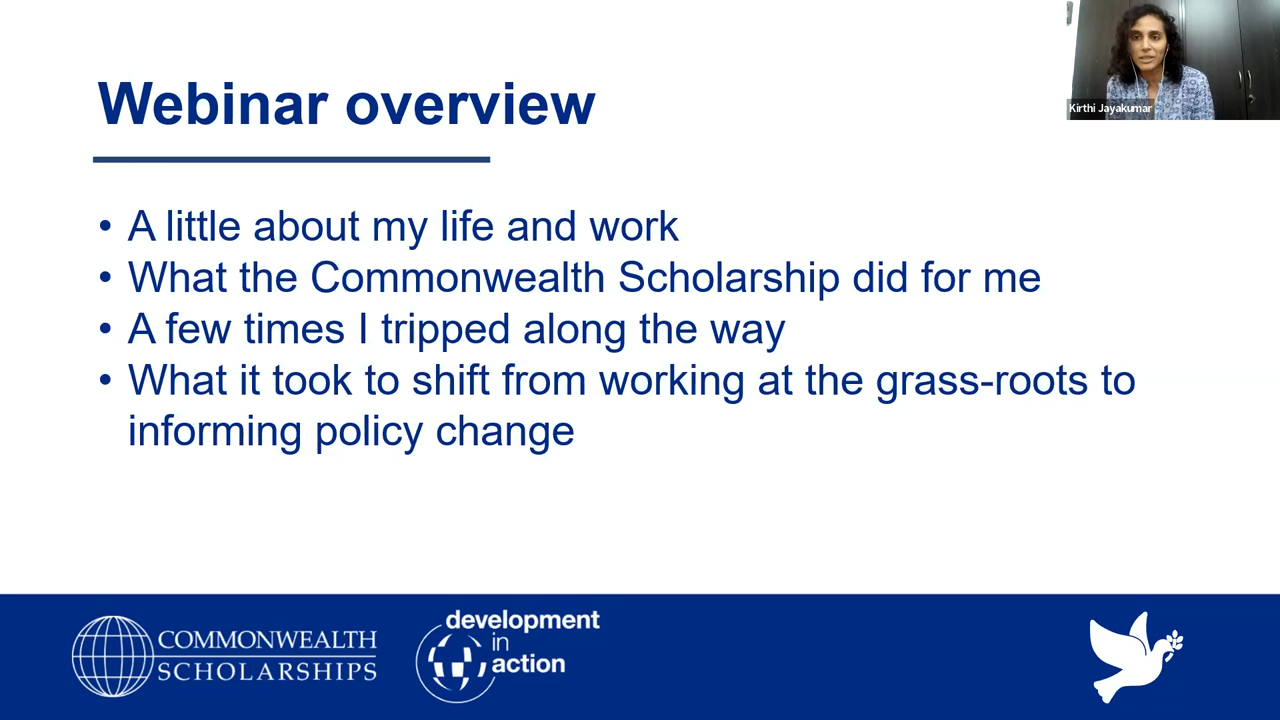 Webinar overview
Kirthi Jayakumar
• A little about my life and work
• What the Commonwealth Scholarship did for me
• A few times I tripped along the way
• What it took to shift from working at the grass-roots to
informing policy change
COMMONWEALTH
SCHOLARSHIPS
development
in
action